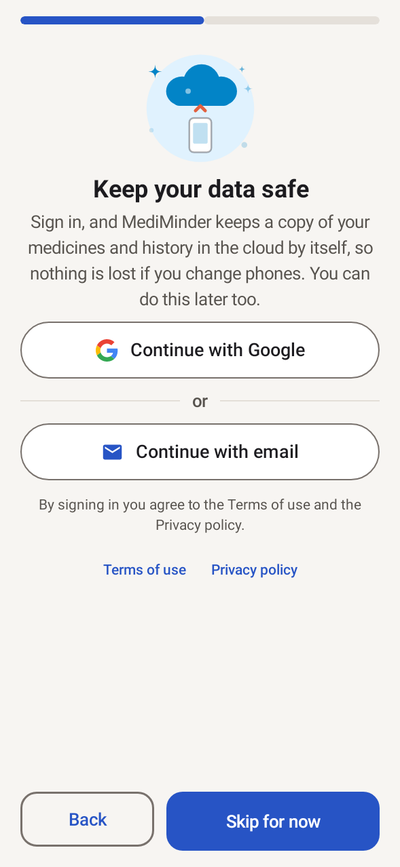 Keep your data safe
Sign in, and MediMinder keeps a copy of your
medicines and history in the cloud by itself, so
nothing is lost if you change phones. You can
do this later too.
Continue with Google
or
Continue with email
By signing in you agree to the Terms of use and the
Privacy policy.
Terms of use Privacy policy
Back Skip for now